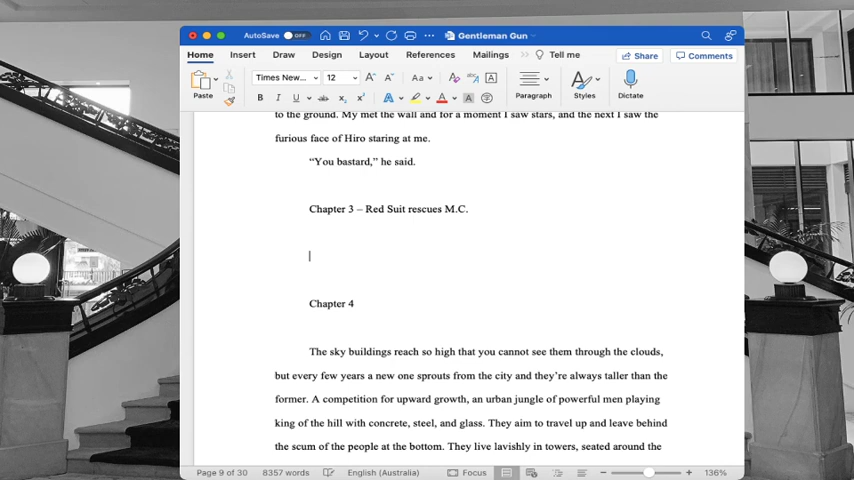 AutoSave OFF Gentleman Gun
Home Insert Draw Design Layout References Mailings Tell me Share Comments
Times New... 12 Aa A
Paste B I U ab x₂ x² A A A Paragraph Styles Dictate
to the ground. My met the wall and for a moment I saw stars, and the next I saw the
furious face of Hiro staring at me.
“You bastard,” he said.
Chapter 3 – Red Suit rescues M.C.
Chapter 4
The sky buildings reach so high that you cannot see them through the clouds,
but every few years a new one sprouts from the city and they’re always taller than the
former. A competition for upward growth, an urban jungle of powerful men playing
king of the hill with concrete, steel, and glass. They aim to travel up and leave behind
the scum of the people at the bottom. They live lavishly in towers, seated around the
Page 9 of 30 8357 words English (Australia) Focus 136%